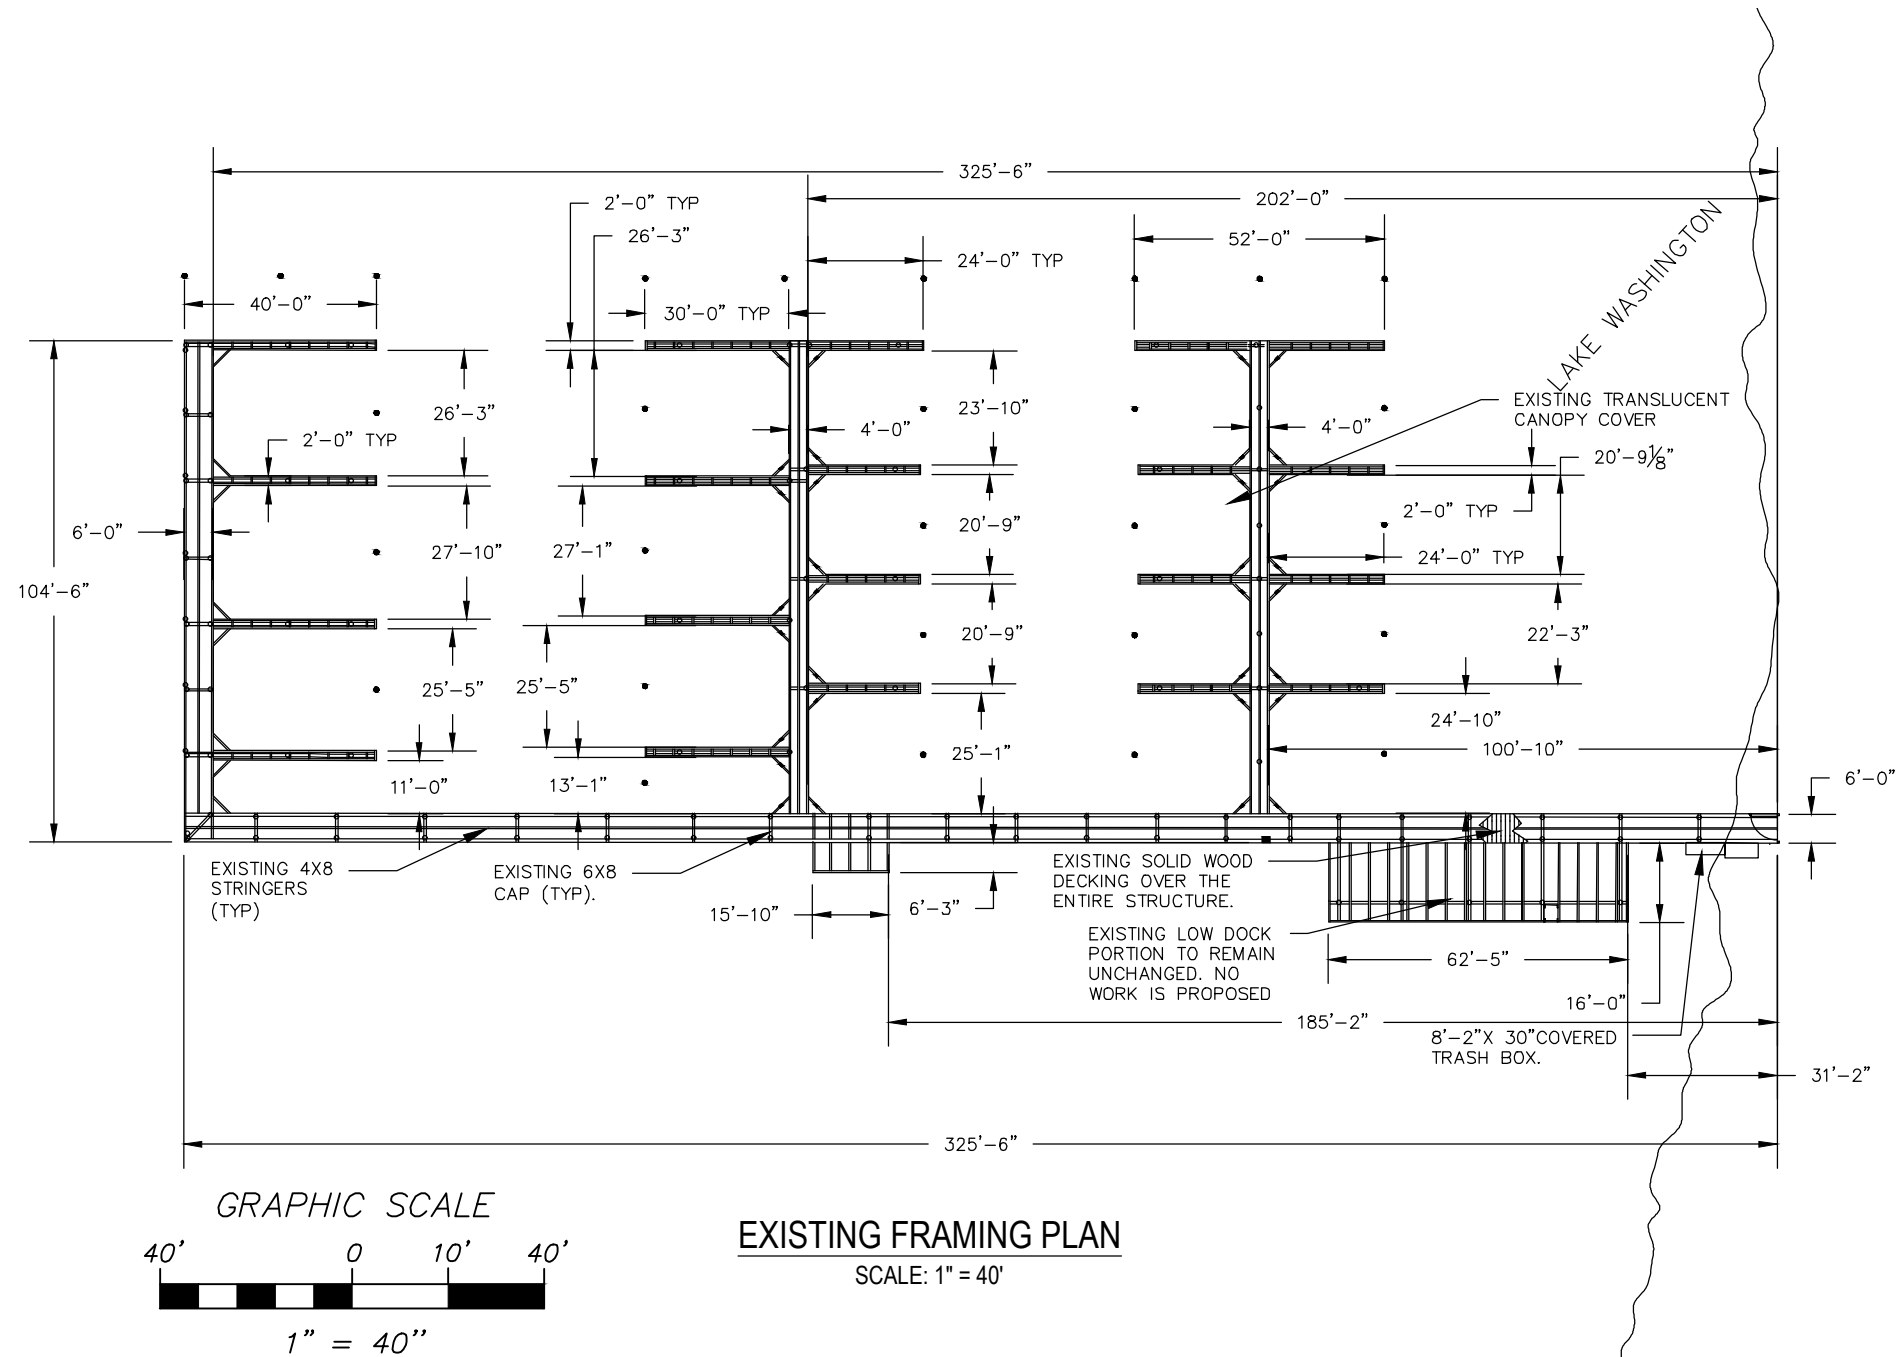 325'-6"
202'-0"
2'-0" TYP
26'-3"
52'-0"
24'-0" TYP
40'-0"
30'-0" TYP
LAKE WASHINGTON
26'-3"
23'-10"
EXISTING TRANSLUCENT
CANOPY COVER
2'-0" TYP
4'-0"
4'-0"
20'-9⅛"
2'-0" TYP
6'-0"
27'-10"
27'-1"
20'-9"
24'-0" TYP
104'-6"
20'-9"
22'-3"
25'-5"
25'-5"
24'-10"
25'-1"
100'-10"
11'-0"
13'-1"
6'-0"
EXISTING 4X8
STRINGERS
(TYP)
EXISTING 6X8
CAP (TYP).
EXISTING SOLID WOOD
DECKING OVER THE
ENTIRE STRUCTURE.
15'-10"
6'-3"
EXISTING LOW DOCK
PORTION TO REMAIN
UNCHANGED. NO
WORK IS PROPOSED
62'-5"
16'-0"
185'-2"
8'-2"X 30"COVERED
TRASH BOX.
31'-2"
325'-6"
GRAPHIC SCALE
40' 0 10' 40'
1" = 40"
EXISTING FRAMING PLAN
SCALE: 1" = 40'